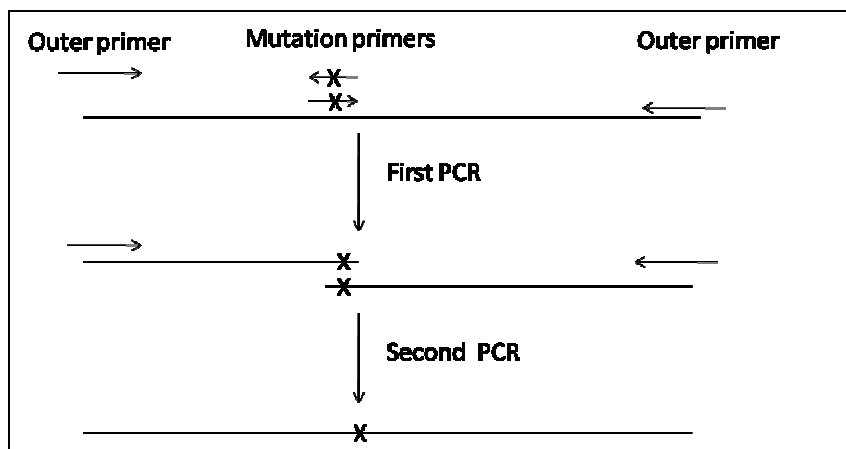 Outer primer
Mutation primers
Outer primer
X
X
First PCR
X
X
Second PCR
X